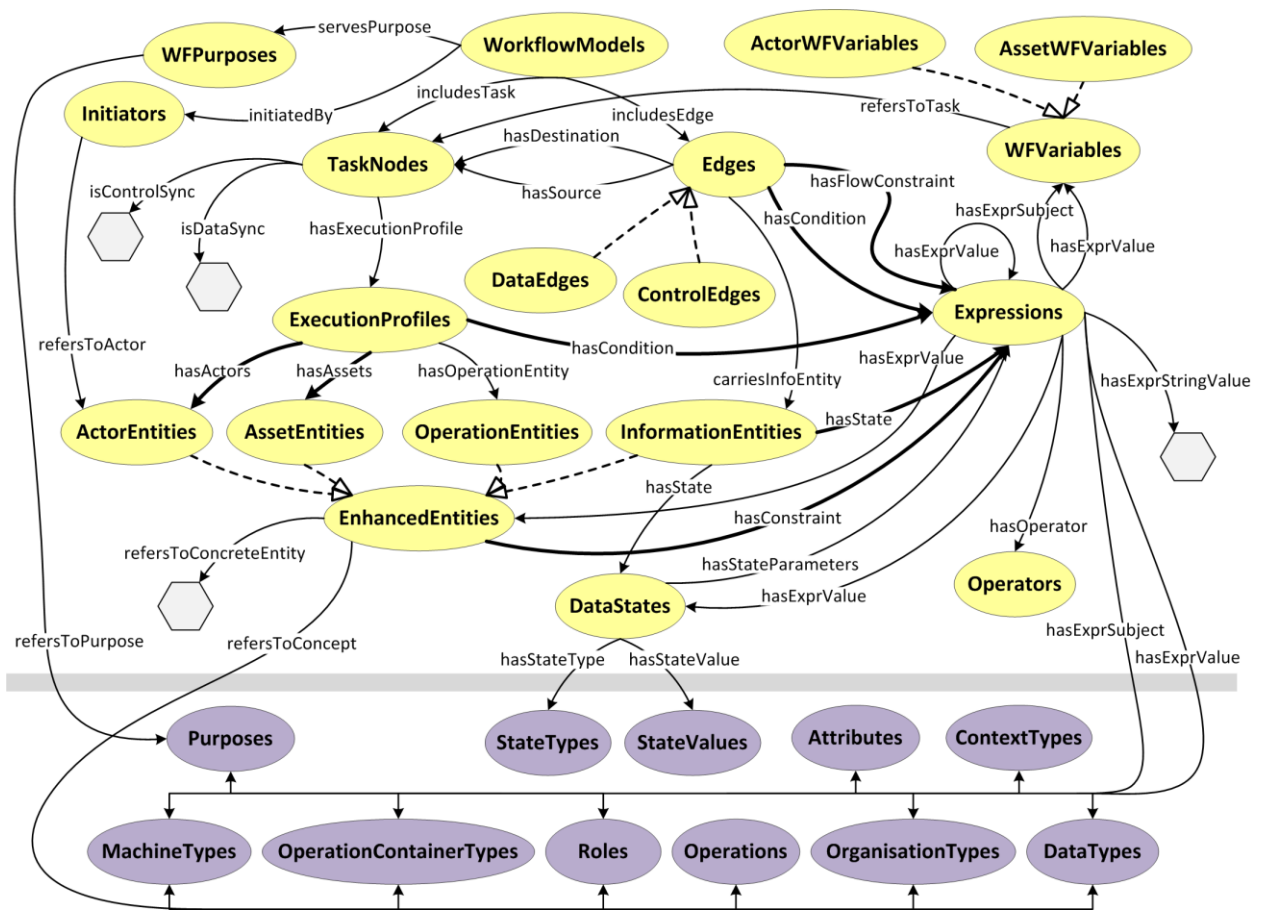 servesPurpose
WFPurposes
WorkflowModels
ActorWFVariables
AssetWFVariables
Initiators
initiatedBy
includesTask
includesEdge
refersToTask
hasDestination
TaskNodes
Edges
WFVariables
hasSource
isControlSync
isDataSync
hasExecutionProfile
hasFlowConstraint
hasCondition
hasExprSubject
hasExprValue
hasExprValue
DataEdges
ControlEdges
ExecutionProfiles
Expressions
refersToActor
hasCondition
hasExprValue
hasActors
hasAssets
hasOperationEntity
carriesInfoEntity
hasExprStringValue
ActorEntities
AssetEntities
OperationEntities
InformationEntities
hasState
hasState
EnhancedEntities
hasConstraint
hasOperator
refersToConcreteEntity
hasStateParameters
Operators
DataStates
hasExprValue
refersToPurpose
refersToConcept
hasExprSubject
hasStateType
hasStateValue
hasExprValue
Purposes
StateTypes
StateValues
Attributes
ContextTypes
MachineTypes
OperationContainerTypes
Roles
Operations
OrganisationTypes
DataTypes